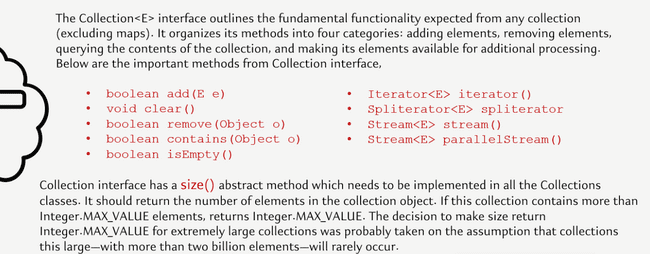 The Collection<E> interface outlines the fundamental functionality expected from any collection
(excluding maps). It organizes its methods into four categories: adding elements, removing elements,
querying the contents of the collection, and making its elements available for additional processing.
Below are the important methods from Collection interface,
• boolean add(E e)
• void clear()
• boolean remove(Object o)
• boolean contains(Object o)
• boolean isEmpty()
• Iterator<E> iterator()
• Spliterator<E> spliterator
• Stream<E> stream()
• Stream<E> parallelStream()
Collection interface has a size() abstract method which needs to be implemented in all the Collections
classes. It should return the number of elements in the collection object. If this collection contains more than
Integer.MAX_VALUE elements, returns Integer.MAX_VALUE. The decision to make size return
Integer.MAX_VALUE for extremely large collections was probably taken on the assumption that collections
this large—with more than two billion elements—will rarely occur.